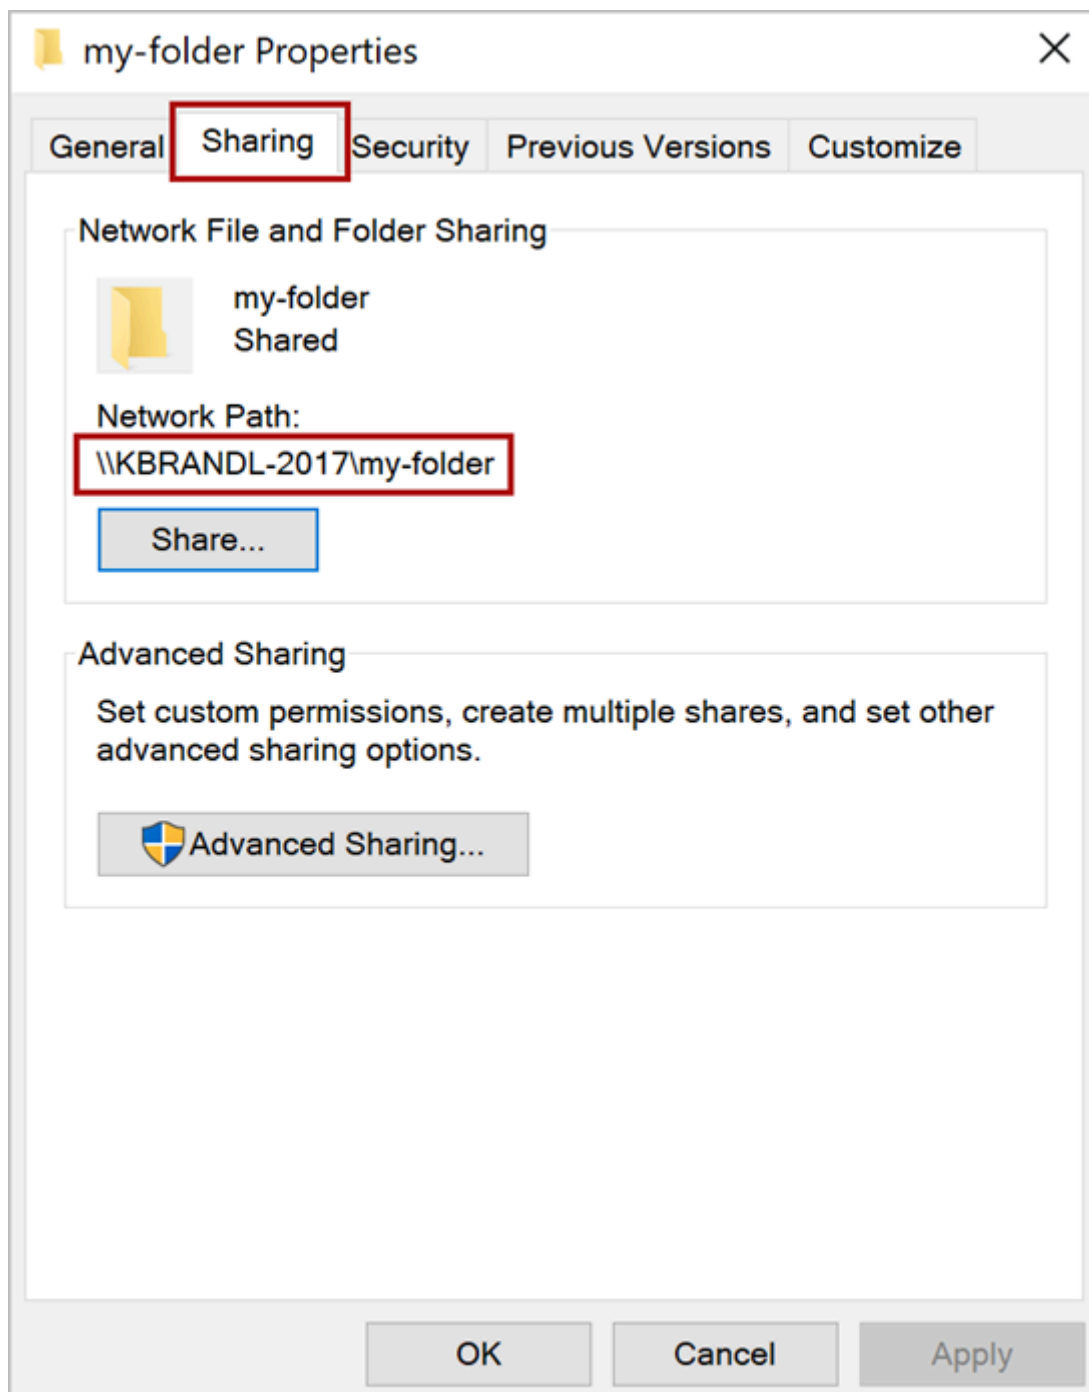 my-folder Properties
General Sharing Security Previous Versions Customize
Network File and Folder Sharing
my-folder
Shared
Network Path:
\\KBRANDL-2017\my-folder
Share...
Advanced Sharing
Set custom permissions, create multiple shares, and set other
advanced sharing options.
Advanced Sharing...
OK Cancel Apply